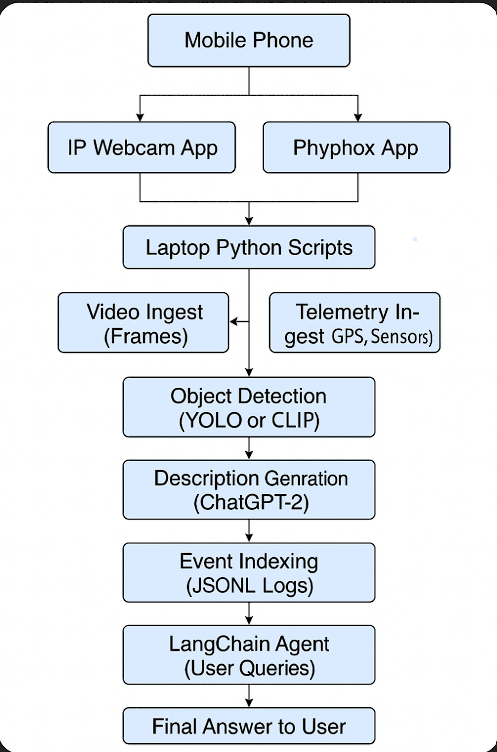 Mobile Phone
IP Webcam App
Phyphox App
Laptop Python Scripts
Video Ingest
(Frames)
Telemetry In-
gest GPS, Sensors)
Object Detection
(YOLO or CLIP)
Description Genration
(ChatGPT-2)
Event Indexing
(JSONL Logs)
LangChain Agent
(User Queries)
Final Answer to User